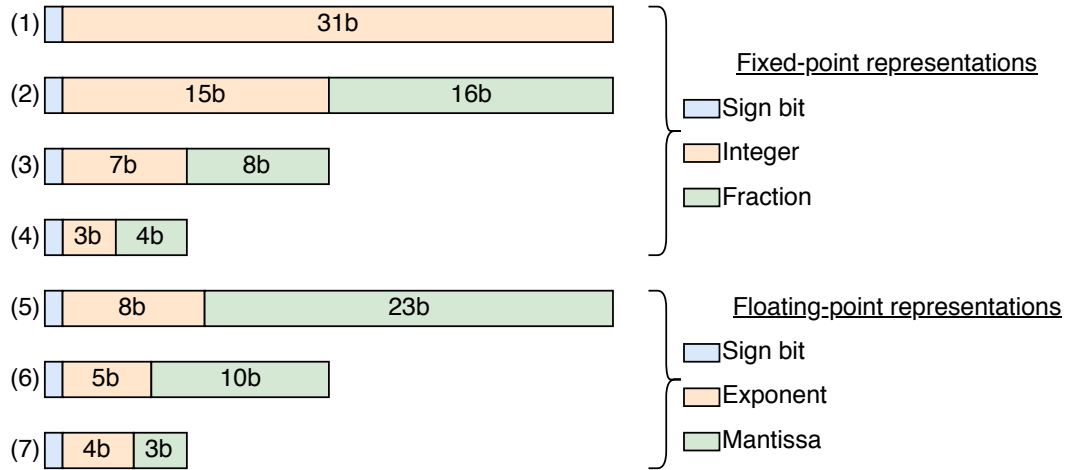 (1) 31b
(2) 15b 16b
(3) 7b 8b
(4) 3b 4b
Fixed-point representations
Sign bit
Integer
Fraction
(5) 8b 23b
(6) 5b 10b
(7) 4b 3b
Floating-point representations
Sign bit
Exponent
Mantissa